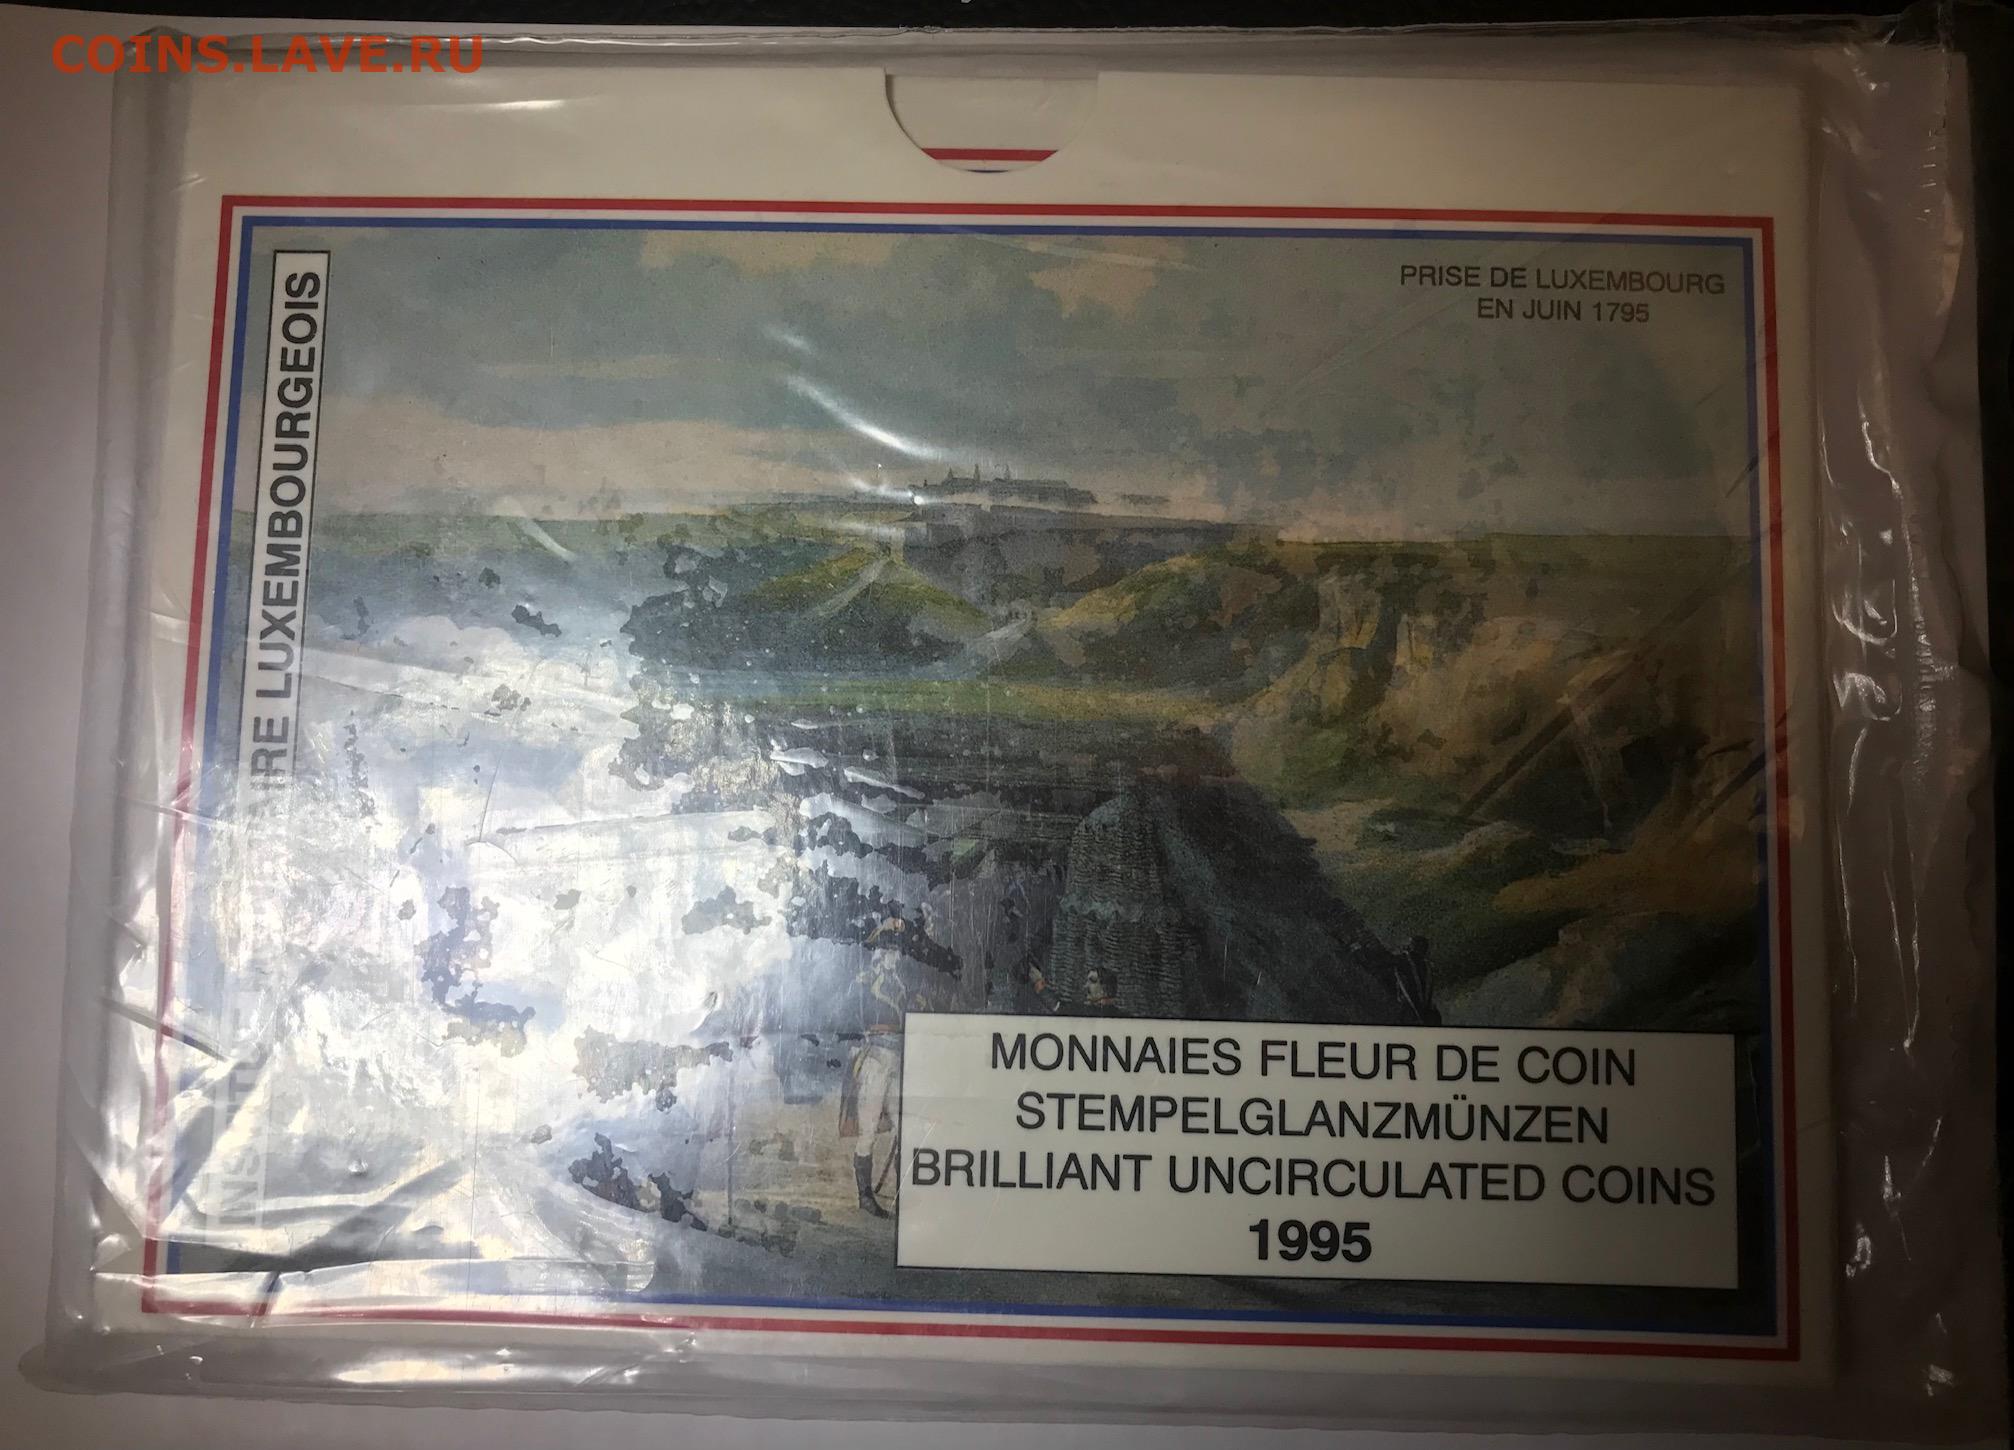 COINS.LAVE.RU
PRISE DE LUXEMBOURG
EN JUIN 1795
LUXEMBOURGEOIS
MONNAIES FLEUR DE COIN
STEMPELGLANZMÜNZEN
BRILLIANT UNCIRCULATED COINS
1995